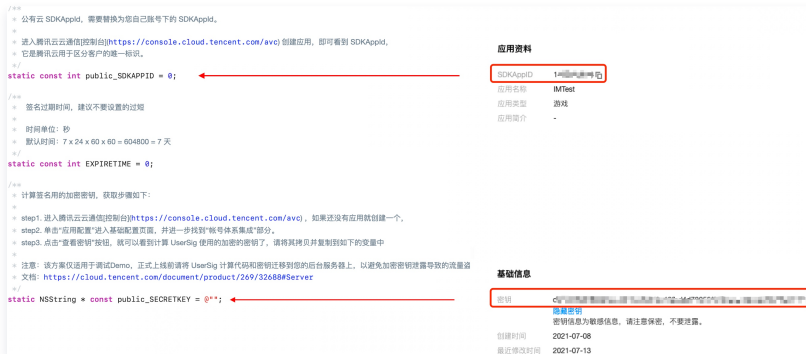 /**
* 公有云 SDKAppId，需要替换为您自己账号下的 SDKAppId。
*
* 进入腾讯云云通信[控制台](https://console.cloud.tencent.com/avc) 创建应用，即可看到 SDKAppId，
* 它是腾讯云用于区分客户的唯一标识。
*/
static const int public_SDKAPPID = 0;
/**
* 签名过期时间，建议不要设置的过短
*
* 时间单位：秒
* 默认时间：7 x 24 x 60 x 60 = 604800 = 7 天
*/
static const int EXPIRETIME = 0;
/**
* 计算签名用的加密密钥，获取步骤如下：
*
* step1. 进入腾讯云云通信[控制台](https://console.cloud.tencent.com/avc) ，如果还没有应用就创建一个，
* step2. 单击“应用配置”进入基础配置页面，并进一步找到“帐号体系集成”部分。
* step3. 点击“查看密钥”按钮，就可以看到计算 UserSig 使用的加密的密钥了，请将其拷贝并复制到如下的变量中
*
* 注意：该方案仅适用于调试Demo，正式上线前请将 UserSig 计算代码和密钥迁移到您的后台服务器上，以避免加密密钥泄露导致的流量盗
* 文档：https://cloud.tencent.com/document/product/269/32688#Server
*/
static NSString * const public_SECRETKEY = @"";
应用资料
SDKAppID 1
应用名称 IMTest
应用类型 游戏
应用简介 -
基础信息
密钥
隐藏密钥
密钥信息为敏感信息，请注意保密，不要泄露。
创建时间 2021-07-08
最近修改时间 2021-07-13